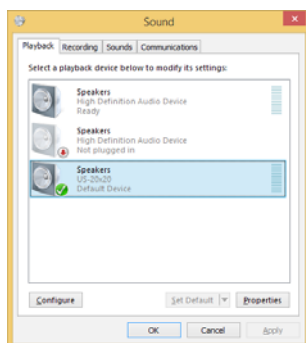 Sound
Playback Recording Sounds Communications
Select a playback device below to modify its settings:
Speakers
High Definition Audio Device
Ready
Speakers
High Definition Audio Device
Not plugged in
Speakers
US-20x20
Default Device
Configure Set Default Properties
OK Cancel Apply